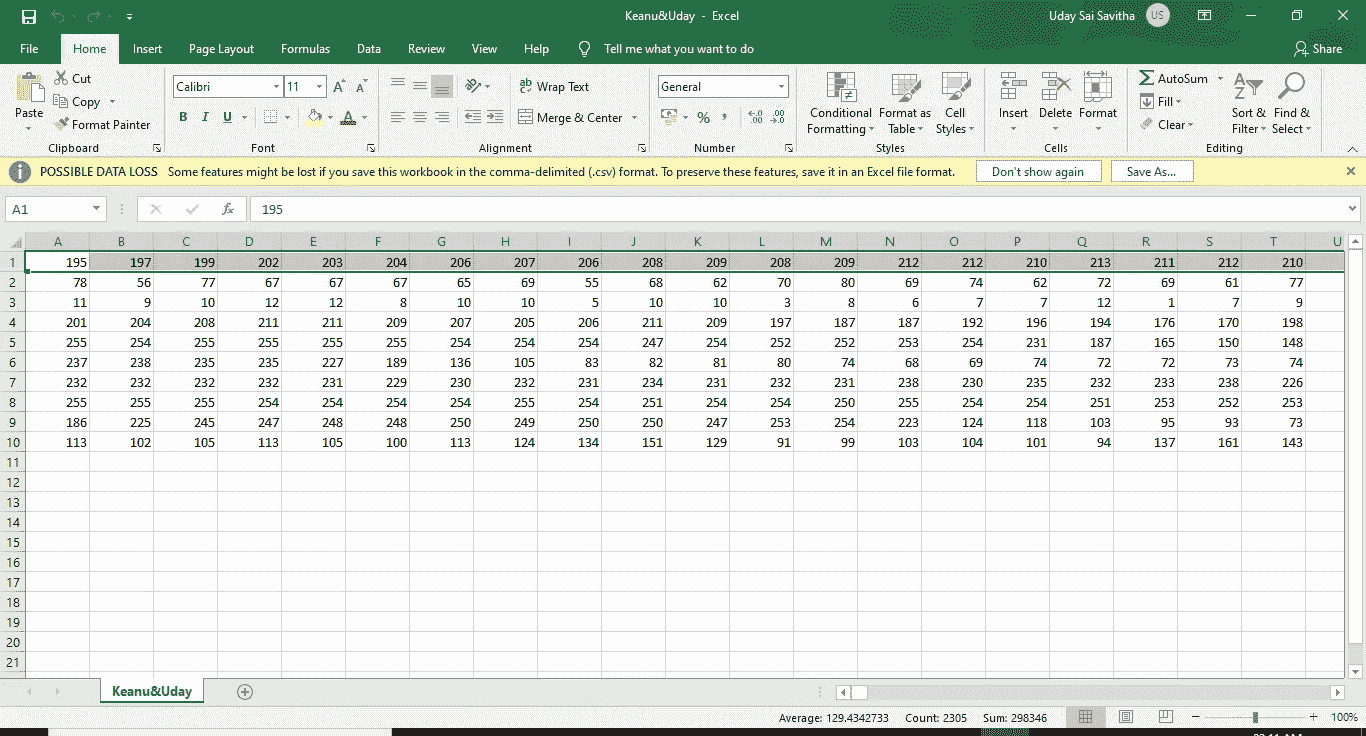 Keanu&Uday - Excel
Uday Sai Savitha US
File Home Insert Page Layout Formulas Data Review View Help Tell me what you want to do Share
Paste
Cut
Copy
Format Painter
Clipboard
Calibri 11
B I U
Font
Wrap Text
Merge & Center
Alignment
General
Number
Conditional Formatting
Format as Table
Cell Styles
Styles
Insert
Delete
Format
Cells
AutoSum
Fill
Clear
Sort & Filter
Find & Select
Editing
POSSIBLE DATA LOSS Some features might be lost if you save this workbook in the comma-delimited (.csv) format. To preserve these features, save it in an Excel file format. Don't show again Save As...
A1 fx 195
A B C D E F G H I J K L M N O P Q R S T U
1 195 197 199 202 203 204 206 207 206 208 209 208 209 212 212 210 213 211 212 210
2 78 56 77 67 67 67 65 69 55 68 62 70 80 69 74 62 72 69 61 77
3 11 9 10 12 12 8 10 10 5 10 10 3 8 6 7 7 12 1 7 9
4 201 204 208 211 211 209 207 205 206 211 209 197 187 187 192 196 194 176 170 198
5 255 254 255 255 255 255 254 254 254 247 254 252 252 253 254 231 187 165 150 148
6 237 238 235 235 227 189 136 105 83 82 81 80 74 68 69 74 72 72 73 74
7 232 232 232 232 231 229 230 232 231 234 231 232 231 238 230 235 232 233 238 226
8 255 255 255 254 254 254 254 255 254 251 254 254 250 255 254 254 251 253 252 253
9 186 225 245 247 248 248 250 249 250 250 247 253 254 223 124 118 103 95 93 73
10 113 102 105 113 105 100 113 124 134 151 129 91 99 103 104 101 94 137 161 143
11
12
13
14
15
16
17
18
19
20
21
Keanu&Uday
Average: 129.4342733 Count: 2305 Sum: 298346 100%